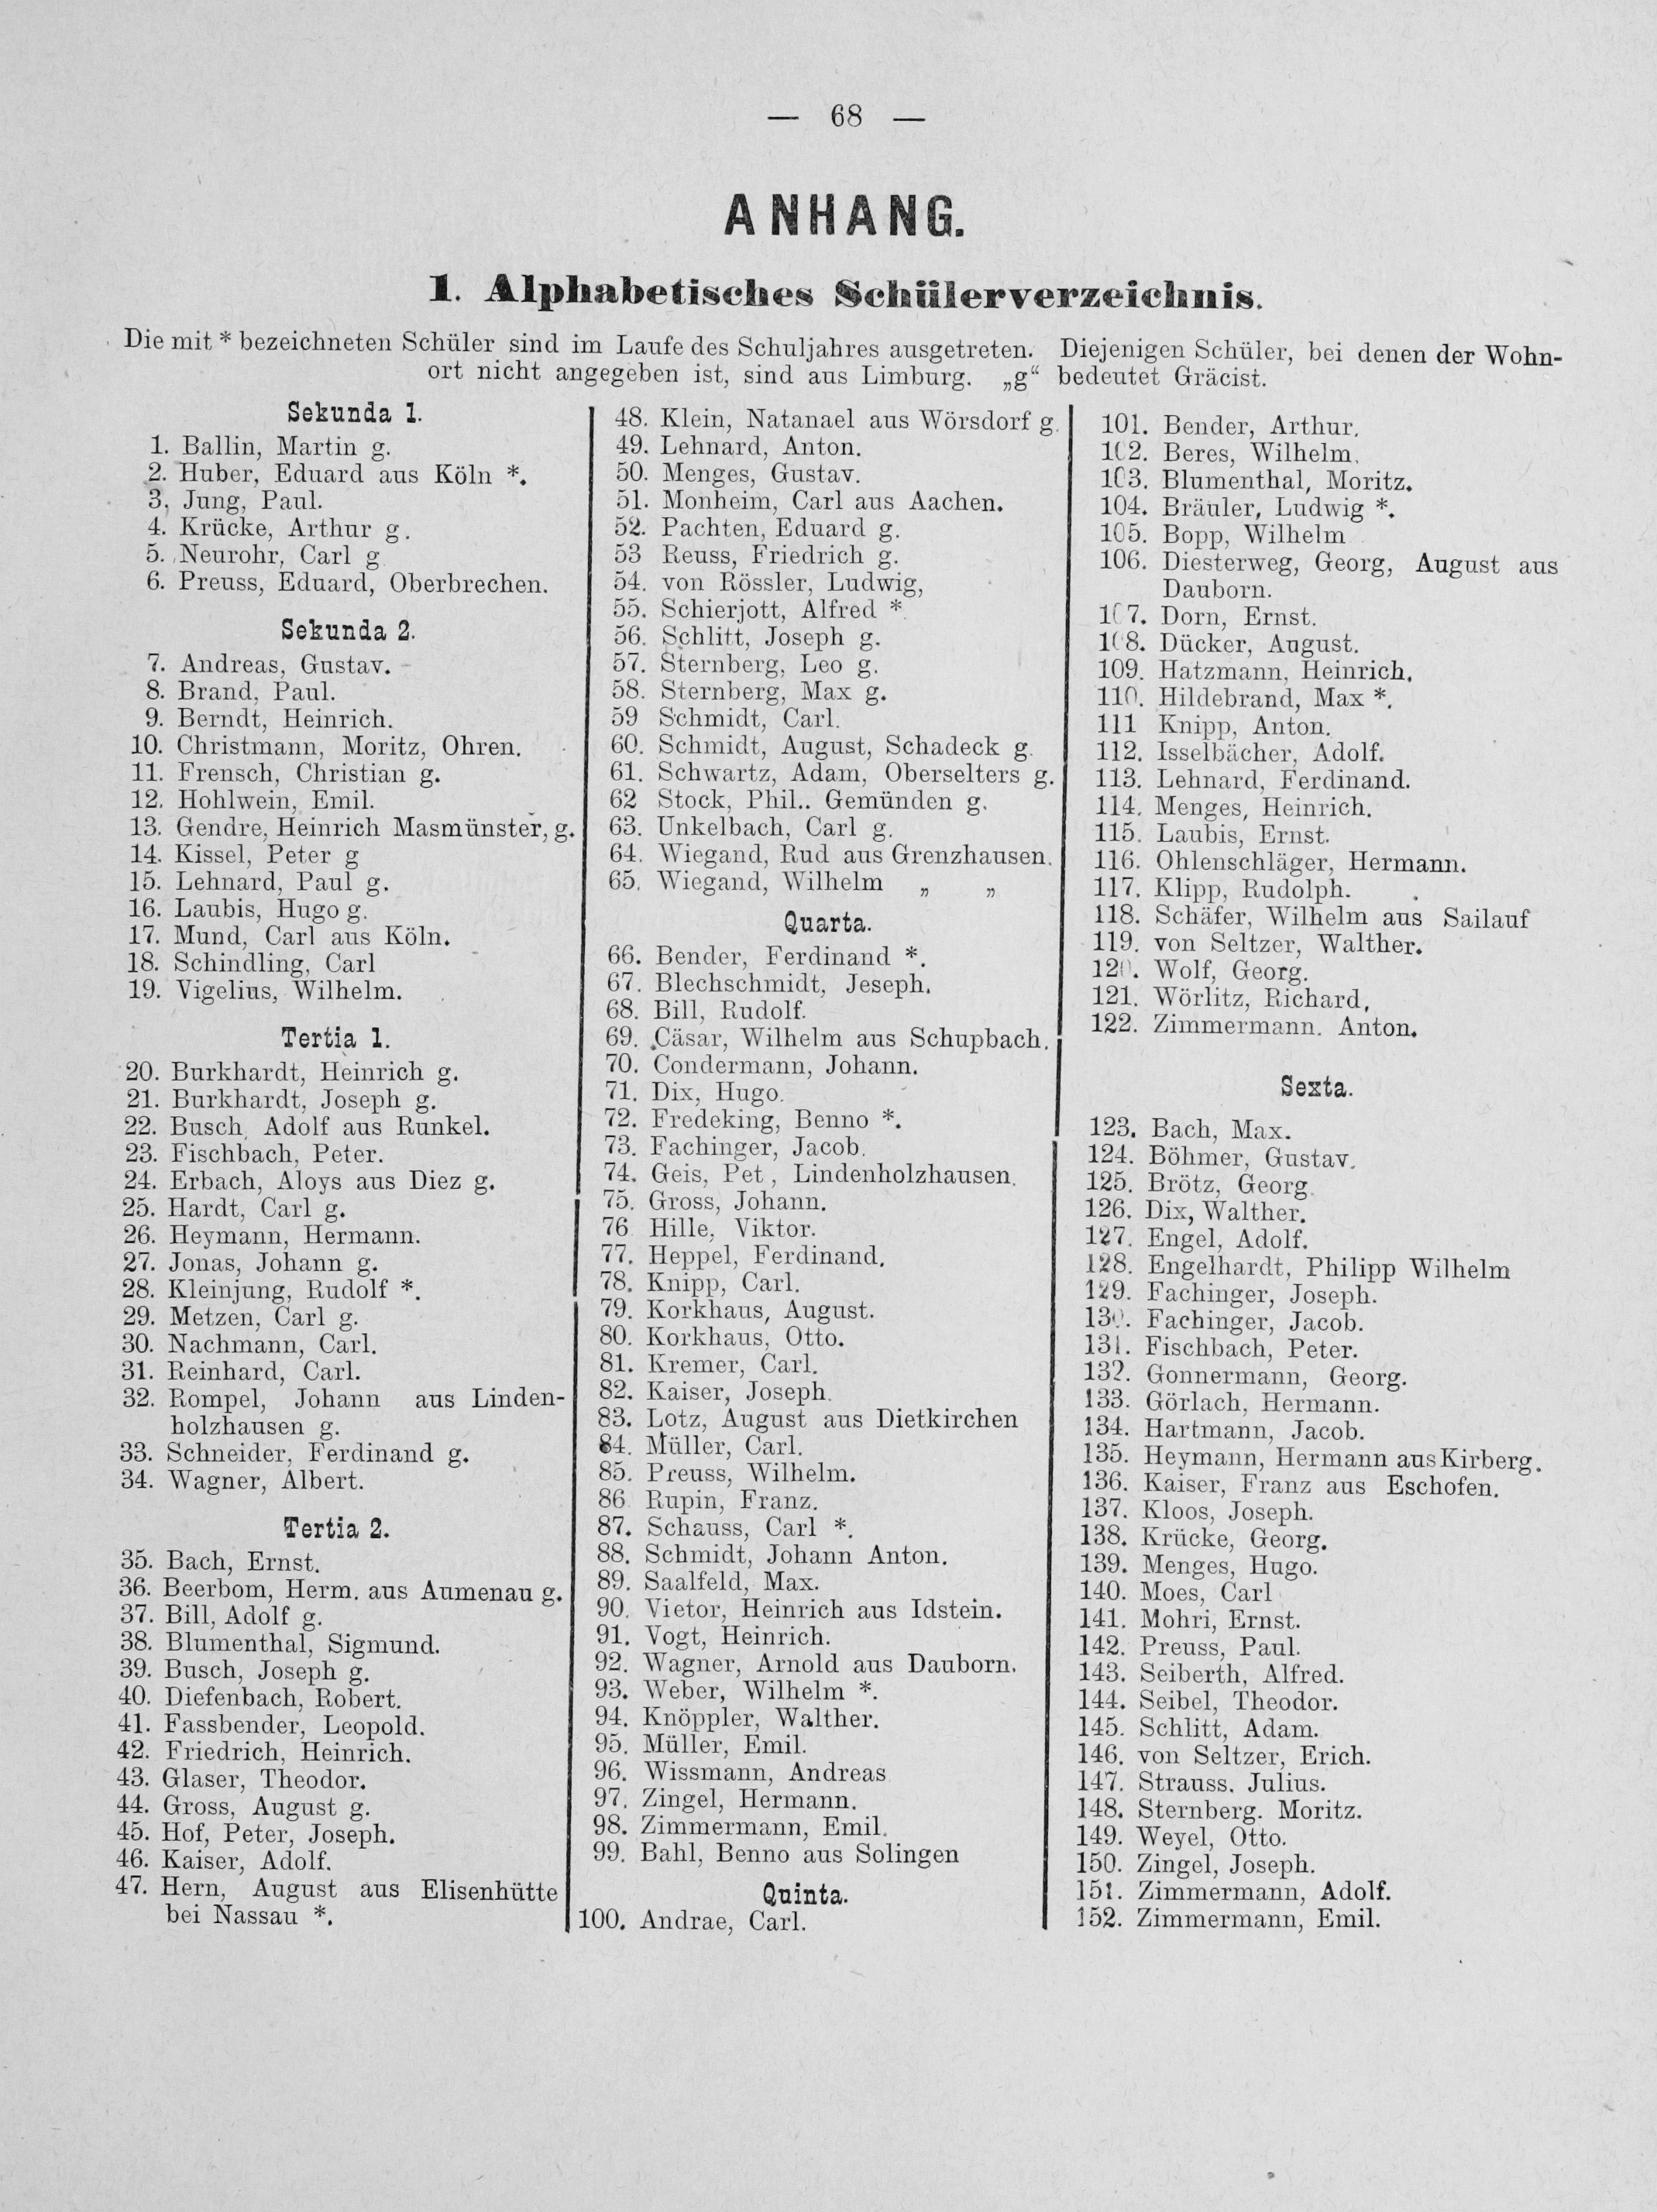 — 68 —
ANHANG.
1. Alphabetisches Schülerverzeichnis.
Die mit * bezeichneten Schüler sind im Laufe des Schuljahres ausgetreten. Diejenigen Schüler, bei denen der Wohn-
ort nicht angegeben ist, sind aus Limburg. „g“ bedeutet Gräcist.
Sekunda 1.
1. Ballin, Martin g.
2. Huber, Eduard aus Köln *.
3, Jung, Paul.
4. Krücke, Arthur g.
5. Neurohr, Carl g
6. Preuss, Eduard, Oberbrechen.
Sekunda 2.
7. Andreas, Gustav.
8. Brand, Paul.
9. Berndt, Heinrich.
10. Christmann, Moritz, Ohren.
11. Frensch, Christian g.
12. Hohlwein, Emil.
13. Gendre, Heinrich Masmünster, g.
14. Kissel, Peter g
15. Lehnard, Paul g.
16. Laubis, Hugo g.
17. Mund, Carl aus Köln.
18. Schindling, Carl
19. Vigelius, Wilhelm.
Tertia 1.
20. Burkhardt, Heinrich g.
21. Burkhardt, Joseph g.
22. Busch, Adolf aus Runkel.
23. Fischbach, Peter.
24. Erbach, Aloys aus Diez g.
25. Hardt, Carl g.
26. Heymann, Hermann.
27. Jonas, Johann g.
28. Kleinjung, Rudolf *.
29. Metzen, Carl g.
30. Nachmann, Carl.
31. Reinhard, Carl.
32. Rompel, Johann aus Linden-
holzhausen g.
33. Schneider, Ferdinand g.
34. Wagner, Albert.
Tertia 2.
35. Bach, Ernst.
36. Beerbom, Herm. aus Aumenau g.
37. Bill, Adolf g.
38. Blumenthal, Sigmund.
39. Busch, Joseph g.
40. Diefenbach, Robert.
41. Fassbender, Leopold.
42. Friedrich, Heinrich.
43. Glaser, Theodor.
44. Gross, August g.
45. Hof, Peter, Joseph.
46. Kaiser, Adolf.
47. Hern, August aus Elisenhütte
bei Nassau *.
48. Klein, Natanael aus Wörsdorf g.
49. Lehnard, Anton.
50. Menges, Gustav.
51. Monheim, Carl aus Aachen.
52. Pachten, Eduard g.
53 Reuss, Friedrich g.
54. von Rössler, Ludwig,
55. Schierjott, Alfred *
56. Schlitt, Joseph g.
57. Sternberg, Leo g.
58. Sternberg, Max g.
59 Schmidt, Carl.
60. Schmidt, August, Schadeck g.
61. Schwartz, Adam, Oberselters g.
62 Stock, Phil.. Gemünden g.
63. Unkelbach, Carl g.
64. Wiegand, Rud aus Grenzhausen.
65. Wiegand, Wilhelm „ „
Quarta.
66. Bender, Ferdinand *.
67. Blechschmidt, Jeseph.
68. Bill, Rudolf.
69. Cäsar, Wilhelm aus Schupbach.
70. Condermann, Johann.
71. Dix, Hugo.
72. Fredeking, Benno *.
73. Fachinger, Jacob.
74. Geis, Pet, Lindenholzhausen.
75. Gross, Johann.
76 Hille, Viktor.
77. Heppel, Ferdinand.
78. Knipp, Carl.
79. Korkhaus, August.
80. Korkhaus, Otto.
81. Kremer, Carl.
82. Kaiser, Joseph.
83. Lotz, August aus Dietkirchen
84. Müller, Carl.
85. Preuss, Wilhelm.
86 Rupin, Franz.
87. Schauss, Carl *.
88. Schmidt, Johann Anton.
89. Saalfeld, Max.
90. Vietor, Heinrich aus Idstein.
91. Vogt, Heinrich.
92. Wagner, Arnold aus Dauborn.
93. Weber, Wilhelm *.
94. Knöppler, Walther.
95. Müller, Emil.
96. Wissmann, Andreas
97. Zingel, Hermann.
98. Zimmermann, Emil.
99. Bahl, Benno aus Solingen
Quinta.
100. Andrae, Carl.
101. Bender, Arthur.
102. Beres, Wilhelm.
103. Blumenthal, Moritz.
104. Bräuler, Ludwig *.
105. Bopp, Wilhelm
106. Diesterweg, Georg, August aus
Dauborn.
107. Dorn, Ernst.
108. Dücker, August.
109. Hatzmann, Heinrich.
110. Hildebrand, Max *.
111 Knipp, Anton.
112. Isselbächer, Adolf.
113. Lehnard, Ferdinand.
114. Menges, Heinrich.
115. Laubis, Ernst.
116. Ohlenschläger, Hermann.
117. Klipp, Rudolph.
118. Schäfer, Wilhelm aus Sailauf
119. von Seltzer, Walther.
120. Wolf, Georg.
121. Wörlitz, Richard,
122. Zimmermann. Anton.
Sexta.
123. Bach, Max.
124. Böhmer, Gustav.
125. Brötz, Georg.
126. Dix, Walther.
127. Engel, Adolf.
128. Engelhardt, Philipp Wilhelm
129. Fachinger, Joseph.
130. Fachinger, Jacob.
131. Fischbach, Peter.
132. Gonnermann, Georg.
133. Görlach, Hermann.
134. Hartmann, Jacob.
135. Heymann, Hermann aus Kirberg.
136. Kaiser, Franz aus Eschofen.
137. Kloos, Joseph.
138. Krücke, Georg.
139. Menges, Hugo.
140. Moes, Carl
141. Mohri, Ernst.
142. Preuss, Paul.
143. Seiberth, Alfred.
144. Seibel, Theodor.
145. Schlitt, Adam.
146. von Seltzer, Erich.
147. Strauss. Julius.
148. Sternberg. Moritz.
149. Weyel, Otto.
150. Zingel, Joseph.
151. Zimmermann, Adolf.
152. Zimmermann, Emil.